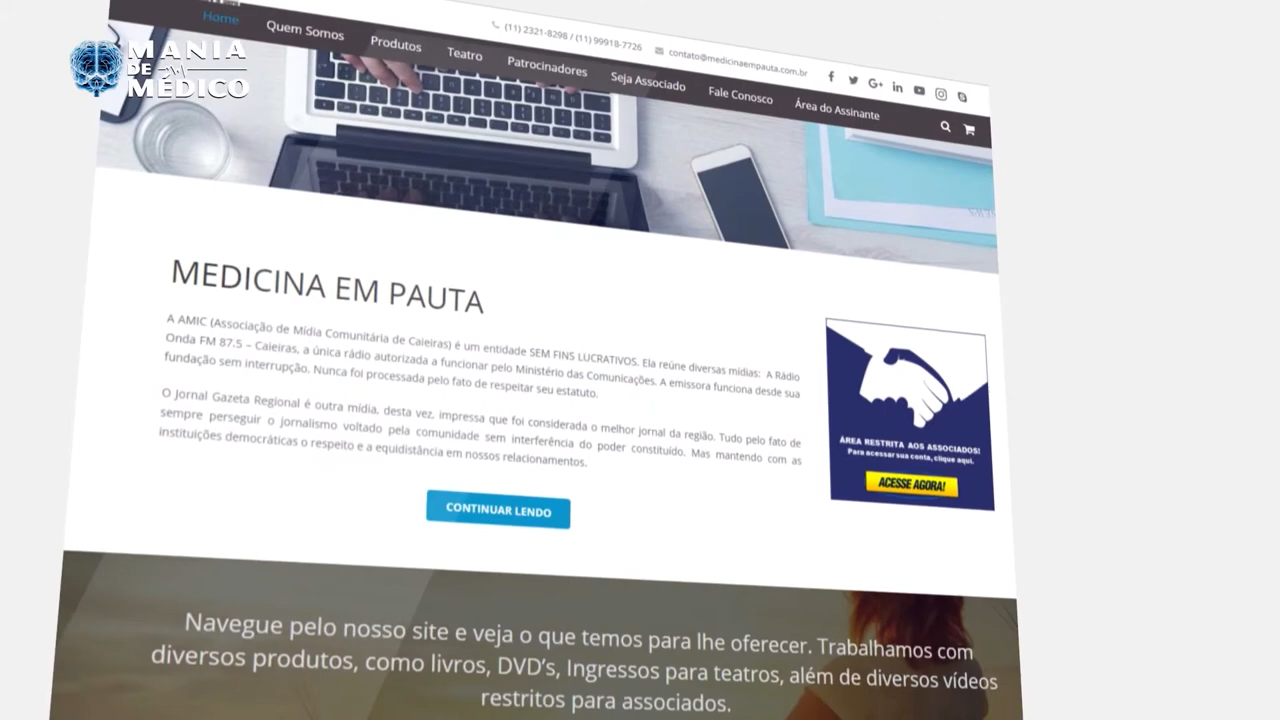 MANIA
DE
MÉDICO
(11) 2321-8298 / (11) 99918-7726
contato@medicinaempauta.com.br
Home
Quem Somos
Produtos
Teatro
Patrocinadores
Seja Associado
Fale Conosco
Área do Assinante
MEDICINA EM PAUTA
A AMIC (Associação de Mídia Comunitária de Caieiras) é um entidade SEM FINS LUCRATIVOS. Ela reúne diversas mídias: A Rádio
Onda FM 87.5 – Caieiras, a única rádio autorizada a funcionar pelo Ministério das Comunicações. A emissora funciona desde sua
fundação sem interrupção. Nunca foi processada pelo fato de respeitar seu estatuto.
O Jornal Gazeta Regional é outra mídia, desta vez, impressa que foi considerada o melhor jornal da região. Tudo pelo fato de
sempre perseguir o jornalismo voltado pela comunidade sem interferência do poder constituído. Mas mantendo com as
instituições democráticas o respeito e a equidistância em nossos relacionamentos.
CONTINUAR LENDO
ÁREA RESTRITA AOS ASSOCIADOS!
Para acessar sua conta, clique aqui.
ACESSE AGORA!
Navegue pelo nosso site e veja o que temos para lhe oferecer. Trabalhamos com
diversos produtos, como livros, DVD's, Ingressos para teatros, além de diversos vídeos
restritos para associados.